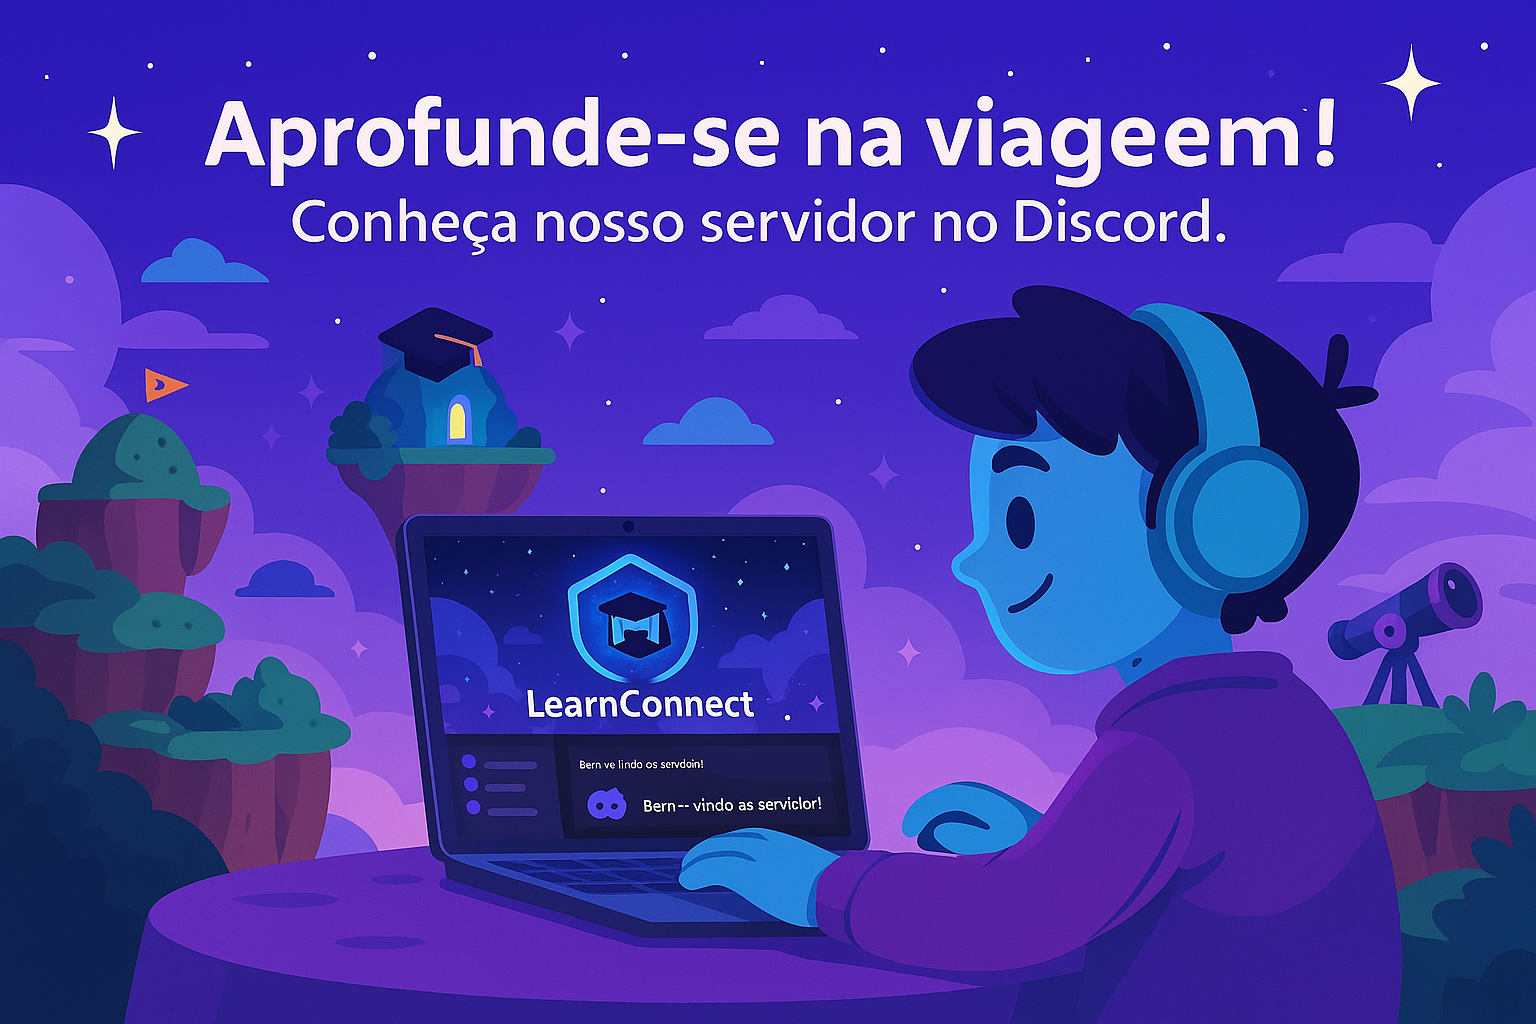 Aprofunde-se na viageem!
Conheça nosso servidor no Discord.
LearnConnect
Bern ve lindo os servdoin!
Bern-- vindo as serviclor!